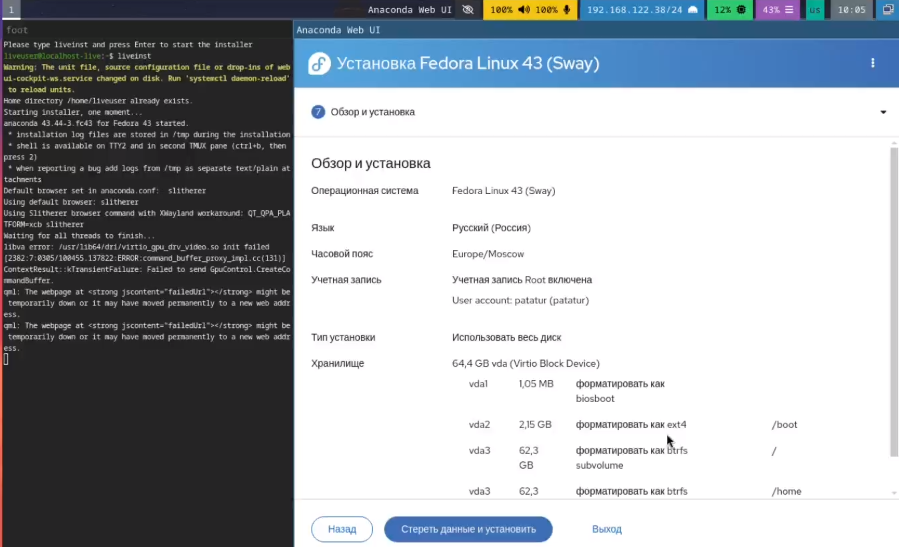 1
Anaconda Web UI
100%
100%
192.168.122.38/24
12%
43%
us
10:05
foot
Please type liveinst and press Enter to start the installer
liveuser@localhost-live:~$ liveinst
Warning: The unit file, source configuration file or drop-ins of web
ui-cockpit-ws.service changed on disk. Run 'systemctl daemon-reload'
to reload units.
Home directory /home/liveuser already exists.
Starting installer, one moment...
anaconda 43.44-3.fc43 for Fedora 43 started.
* installation log files are stored in /tmp during the installation
* shell is available on TTY2 and in second TMUX pane (ctrl+b, then
press 2)
* when reporting a bug add logs from /tmp as separate text/plain at
tachments
Default browser set in anaconda.conf: slitherer
Using default browser: slitherer
Using Slitherer browser command with XWayland workaround: QT_QPA_PLA
TFORM=xcb slitherer
Waiting for all threads to finish...
libva error: /usr/lib64/dri/virtio_gpu_drv_video.so init failed
[2382:7:0305/100455.137822:ERROR:command_buffer_proxy_impl.cc(131)]
ContextResult::kTransientFailure: Failed to send GpuControl.CreateCo
mmandBuffer.
qml: The webpage at <strong jscontent="failedUrl"></strong> might be
temporarily down or it may have moved permanently to a new web addr
ess.
qml: The webpage at <strong jscontent="failedUrl"></strong> might be
temporarily down or it may have moved permanently to a new web addr
ess.
Anaconda Web UI
Установка Fedora Linux 43 (Sway)
7 Обзор и установка
Обзор и установка
Операционная система Fedora Linux 43 (Sway)
Язык Русский (Россия)
Часовой пояс Europe/Moscow
Учетная запись Учетная запись Root включена
User account: patatur (patatur)
Тип установки Использовать весь диск
Хранилище 64,4 GB vda (Virtio Block Device)
vda1 1,05 MB форматировать как
biosboot
vda2 2,15 GB форматировать как ext4 /boot
vda3 62,3 форматировать как btrfs /
GB subvolume
vda3 62,3 форматировать как btrfs /home
Назад Стереть данные и установить Выход